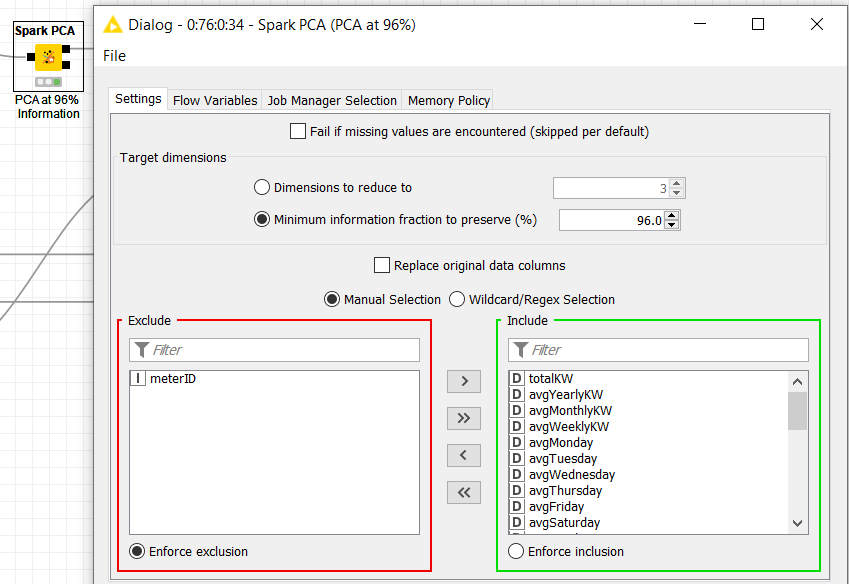 Spark PCA
PCA at 96%
Information
Dialog - 0:76:0:34 - Spark PCA (PCA at 96%)
File
Settings
Flow Variables
Job Manager Selection
Memory Policy
Fail if missing values are encountered (skipped per default)
Target dimensions
Dimensions to reduce to
3
Minimum information fraction to preserve (%)
96.0
Replace original data columns
Manual Selection
Wildcard/Regex Selection
Exclude
Filter
I meterID
Enforce exclusion
>
>>
<
<<
Include
Filter
D totalKW
D avgYearlyKW
D avgMonthlyKW
D avgWeeklyKW
D avgMonday
D avgTuesday
D avgWednesday
D avgThursday
D avgFriday
D avgSaturday
Enforce inclusion